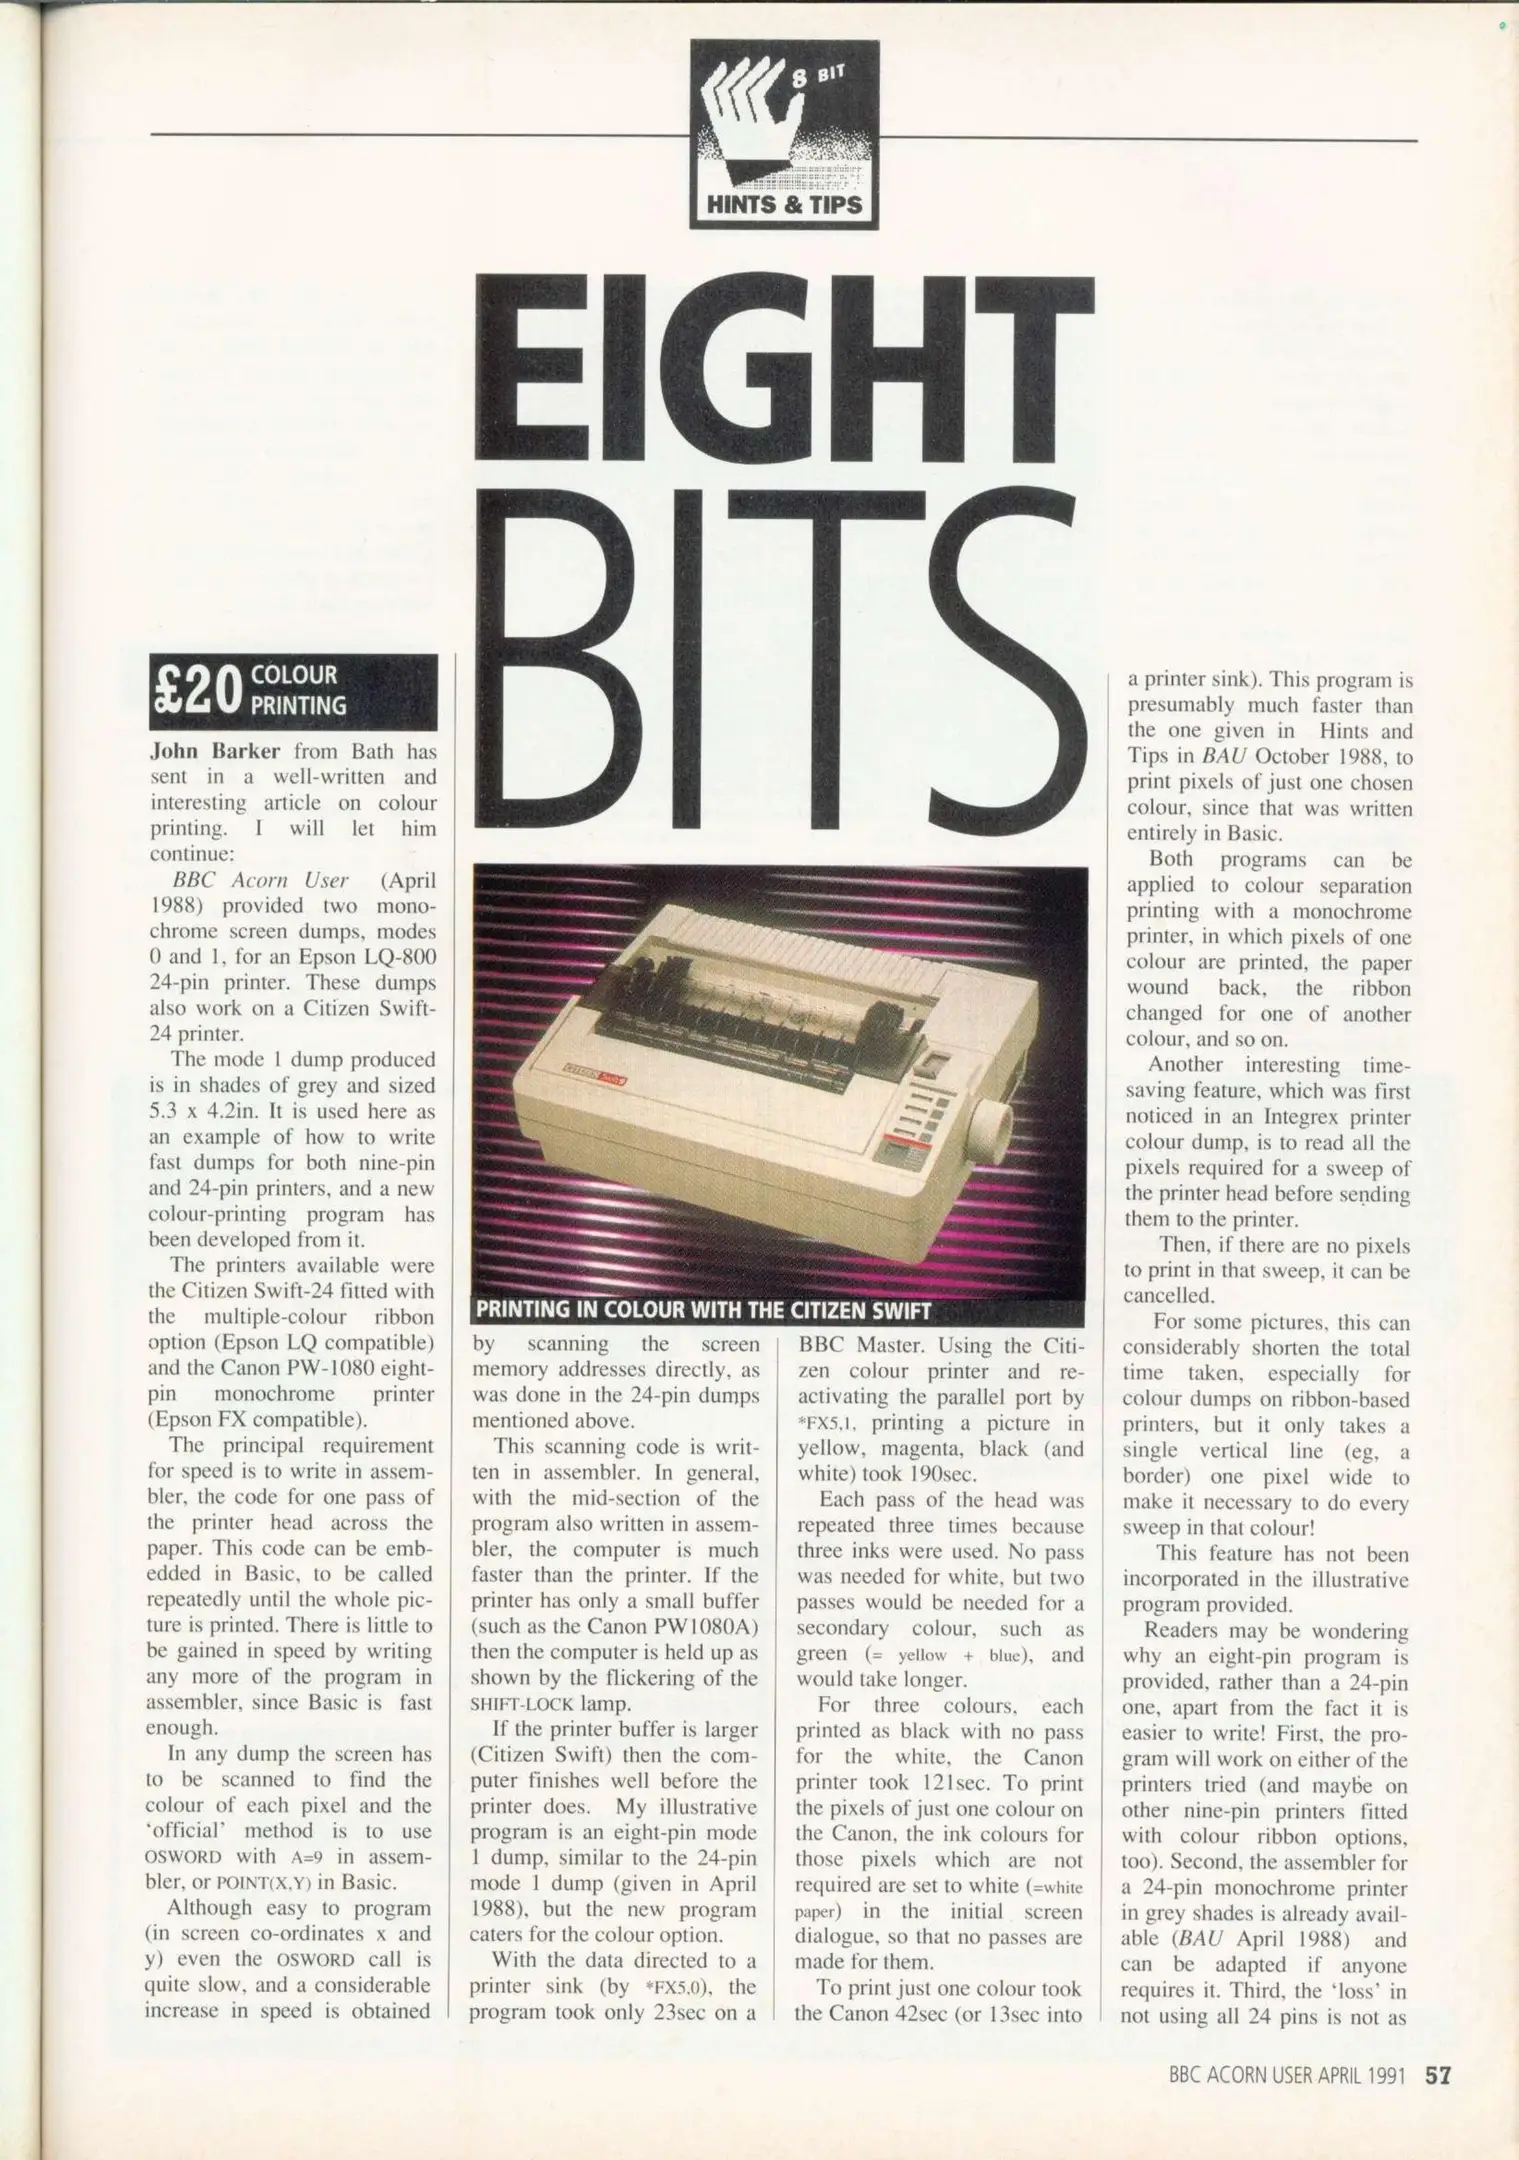 8 BIT
HINTS & TIPS
EIGHT
BITS
£20 COLOUR
PRINTING
John Barker from Bath has
sent in a well-written and
interesting article on colour
printing. I will let him
continue:
BBC Acorn User (April
1988) provided two mono-
chrome screen dumps, modes
0 and 1, for an Epson LQ-800
24-pin printer. These dumps
also work on a Citizen Swift-
24 printer.
The mode 1 dump produced
is in shades of grey and sized
5.3 x 4.2in. It is used here as
an example of how to write
fast dumps for both nine-pin
and 24-pin printers, and a new
colour-printing program has
been developed from it.
The printers available were
the Citizen Swift-24 fitted with
the multiple-colour ribbon
option (Epson LQ compatible)
and the Canon PW-1080 eight-
pin monochrome printer
(Epson FX compatible).
The principal requirement
for speed is to write in assem-
bler, the code for one pass of
the printer head across the
paper. This code can be emb-
edded in Basic, to be called
repeatedly until the whole pic-
ture is printed. There is little to
be gained in speed by writing
any more of the program in
assembler, since Basic is fast
enough.
In any dump the screen has
to be scanned to find the
colour of each pixel and the
‘official’ method is to use
OSWORD with A=9 in assem-
bler, or POINT(X,Y) in Basic.
Although easy to program
(in screen co-ordinates x and
y) even the OSWORD call is
quite slow, and a considerable
increase in speed is obtained
CITIZEN Swift
PRINTING IN COLOUR WITH THE CITIZEN SWIFT
by scanning the screen
memory addresses directly, as
was done in the 24-pin dumps
mentioned above.
This scanning code is writ-
ten in assembler. In general,
with the mid-section of the
program also written in assem-
bler, the computer is much
faster than the printer. If the
printer has only a small buffer
(such as the Canon PW1080A)
then the computer is held up as
shown by the flickering of the
SHIFT-LOCK lamp.
If the printer buffer is larger
(Citizen Swift) then the com-
puter finishes well before the
printer does. My illustrative
program is an eight-pin mode
1 dump, similar to the 24-pin
mode 1 dump (given in April
1988), but the new program
caters for the colour option.
With the data directed to a
printer sink (by *FX5,0), the
program took only 23sec on a
BBC Master. Using the Citi-
zen colour printer and re-
activating the parallel port by
*FX5,1, printing a picture in
yellow, magenta, black (and
white) took 190sec.
Each pass of the head was
repeated three times because
three inks were used. No pass
was needed for white, but two
passes would be needed for a
secondary colour, such as
green (= yellow + blue), and
would take longer.
For three colours, each
printed as black with no pass
for the white, the Canon
printer took 121sec. To print
the pixels of just one colour on
the Canon, the ink colours for
those pixels which are not
required are set to white (=white
paper) in the initial screen
dialogue, so that no passes are
made for them.
To print just one colour took
the Canon 42sec (or 13sec into
a printer sink). This program is
presumably much faster than
the one given in Hints and
Tips in BAU October 1988, to
print pixels of just one chosen
colour, since that was written
entirely in Basic.
Both programs can be
applied to colour separation
printing with a monochrome
printer, in which pixels of one
colour are printed, the paper
wound back, the ribbon
changed for one of another
colour, and so on.
Another interesting time-
saving feature, which was first
noticed in an Integrex printer
colour dump, is to read all the
pixels required for a sweep of
the printer head before sending
them to the printer.
Then, if there are no pixels
to print in that sweep, it can be
cancelled.
For some pictures, this can
considerably shorten the total
time taken, especially for
colour dumps on ribbon-based
printers, but it only takes a
single vertical line (eg, a
border) one pixel wide to
make it necessary to do every
sweep in that colour!
This feature has not been
incorporated in the illustrative
program provided.
Readers may be wondering
why an eight-pin program is
provided, rather than a 24-pin
one, apart from the fact it is
easier to write! First, the pro-
gram will work on either of the
printers tried (and maybe on
other nine-pin printers fitted
with colour ribbon options,
too). Second, the assembler for
a 24-pin monochrome printer
in grey shades is already avail-
able (BAU April 1988) and
can be adapted if anyone
requires it. Third, the ‘loss’ in
not using all 24 pins is not as
BBC ACORN USER APRIL 1991 57